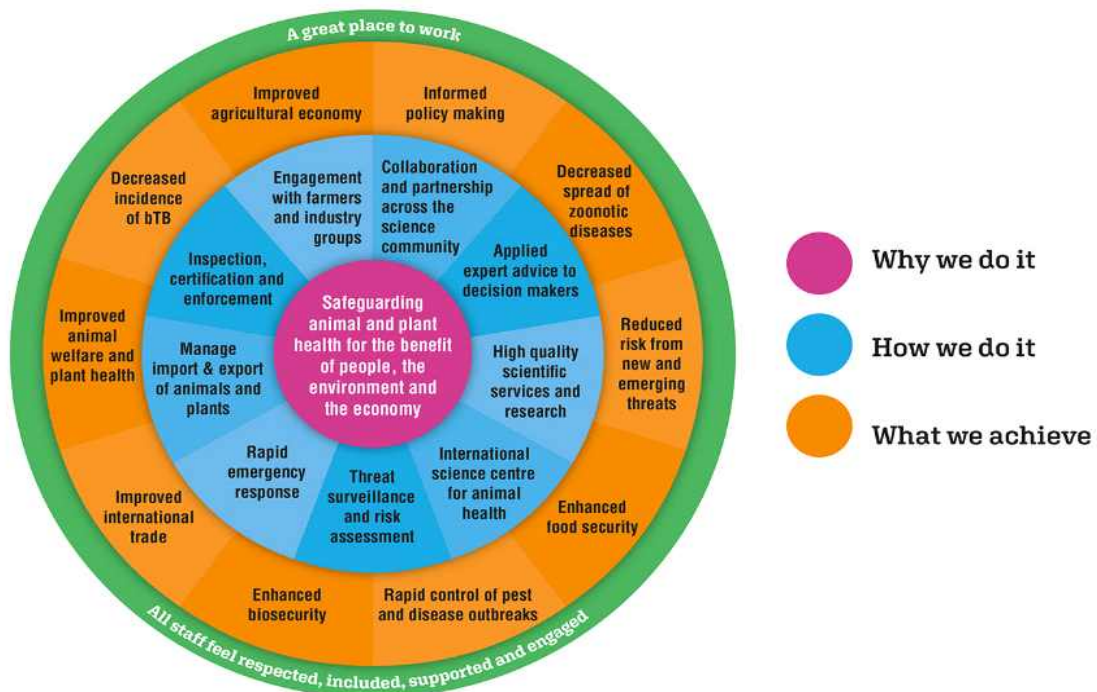 A great place to work
Improved
agricultural economy
Informed
policy making
Decreased
spread of
zoonotic
diseases
Reduced
risk from
new and
emerging
threats
Enhanced
food security
Rapid control of pest
and disease outbreaks
Enhanced
biosecurity
Improved
international
trade
Improved
animal
welfare and
plant health
Decreased
incidence
of bTB
Engagement
with farmers
and industry
groups
Collaboration
and partnership
across the
science
community
Applied
expert advice to
decision makers
High quality
scientific
services and
research
International
science centre
for animal
health
Threat
surveillance
and risk
assessment
Rapid
emergency
response
Manage
import & export
of animals and
plants
Inspection,
certification and
enforcement
Safeguarding
animal and plant
health for the benefit
of people, the
environment and
the economy
All staff feel respected, included, supported and engaged
Why we do it
How we do it
What we achieve